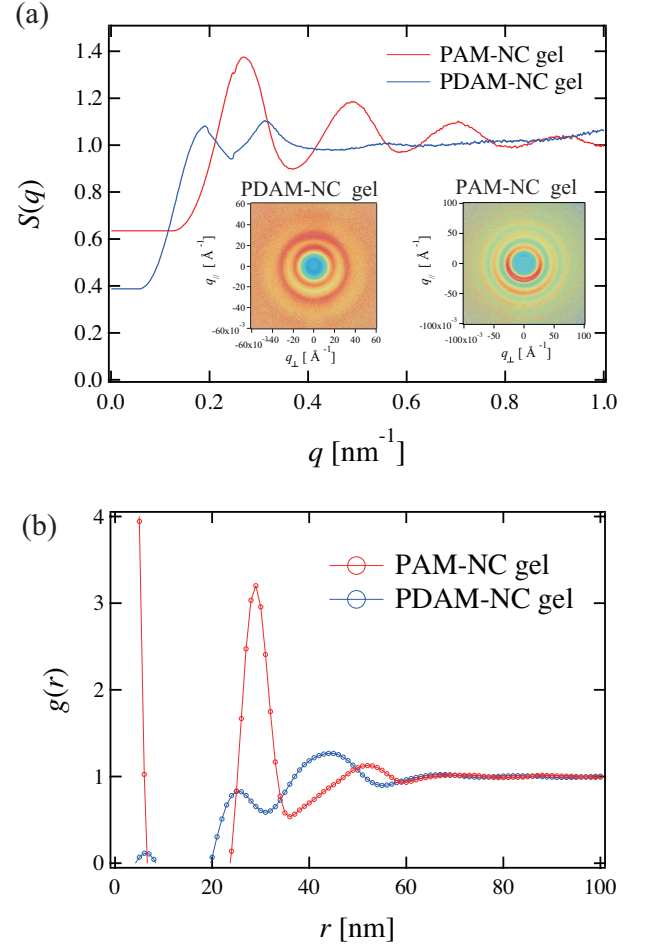 (a)
1.4
1.2
1.0
0.8
0.6
0.4
0.2
0.0
S(q)
PAM-NC gel
PDAM-NC gel
PDAM-NC gel
60
40
20
0
-20
-40
-60x10⁻³
q// [ Å⁻¹]
-60x10⁻³
-40
-20
0
20
40
60
q⊥ [ Å⁻¹]
PAM-NC gel
100
50
0
-50
-100x10⁻³
q// [ Å⁻¹]
-100x10⁻³
-50
0
50
100
q⊥ [ Å⁻¹]
0.0 0.2 0.4 0.6 0.8 1.0
q [nm⁻¹]
(b)
4
3
2
1
0
g(r)
PAM-NC gel
PDAM-NC gel
0 20 40 60 80 100
r [nm]